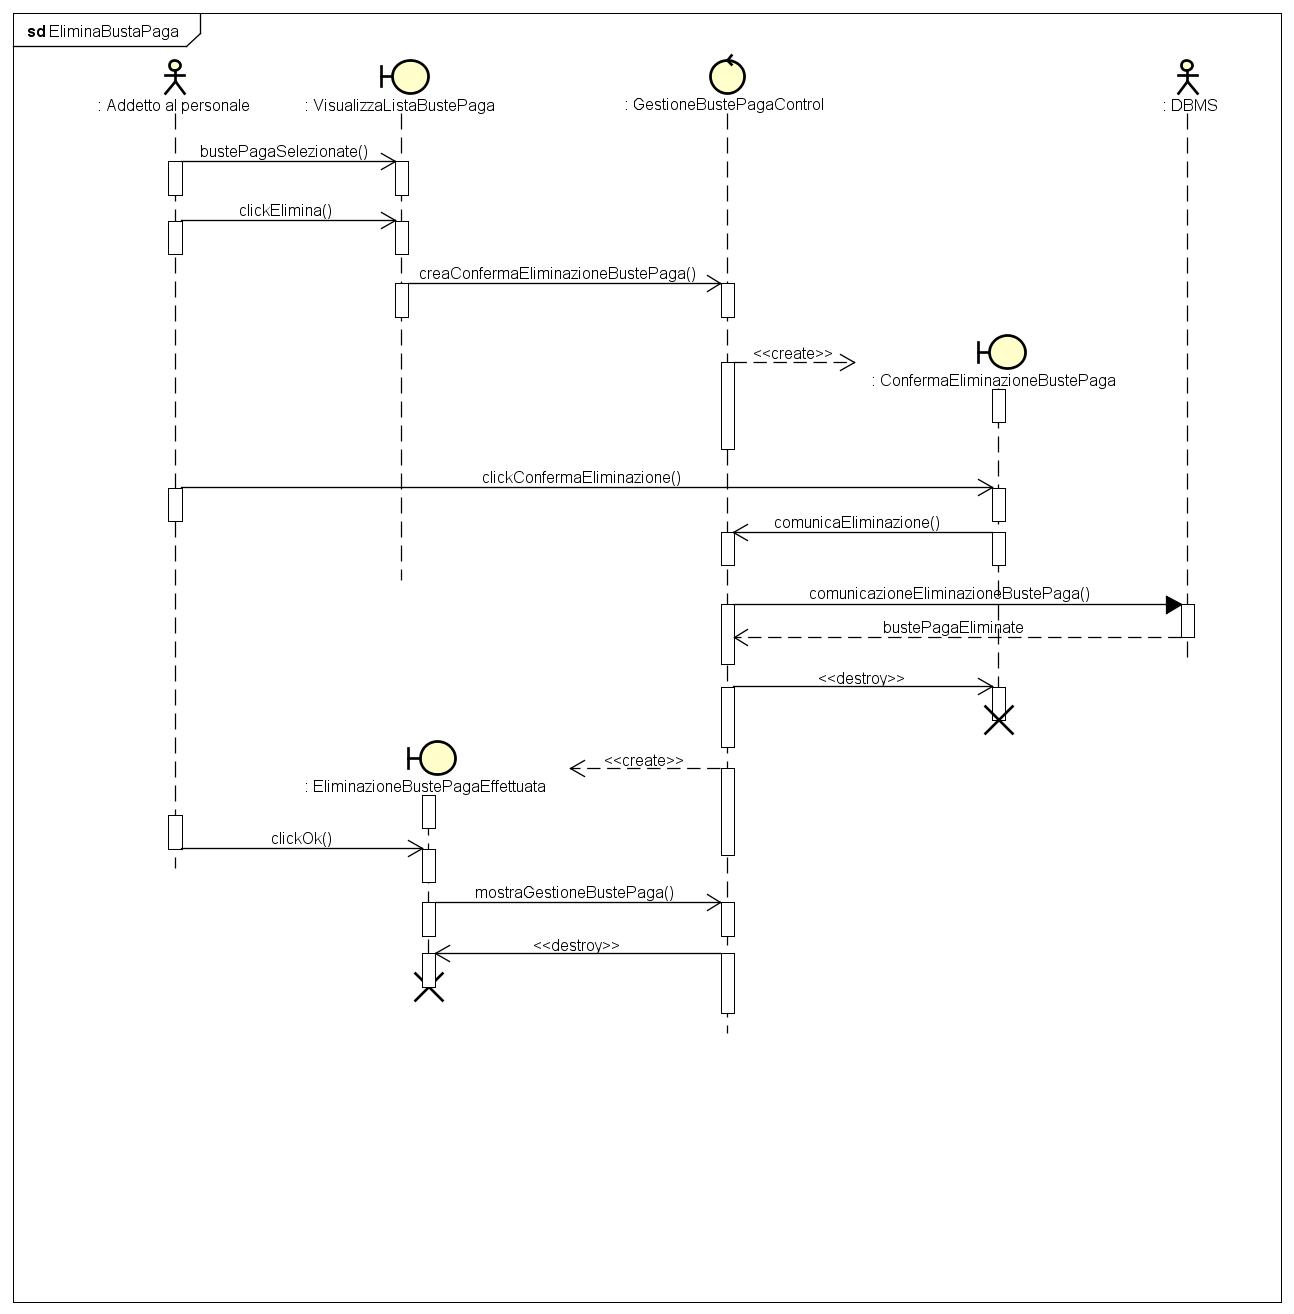 sd EliminaBustaPaga
: Addetto al personale
: VisualizzaListaBustePaga
: GestioneBustePagaControl
: DBMS
bustePagaSelezionate()
clickElimina()
creaConfermaEliminazioneBustePaga()
<<create>>
: ConfermaEliminazioneBustePaga
clickConfermaEliminazione()
comunicaEliminazione()
comunicazioneEliminazioneBustePaga()
bustePagaEliminate
<<destroy>>
<<create>>
: EliminazioneBustePagaEffettuata
clickOk()
mostraGestioneBustePaga()
<<destroy>>